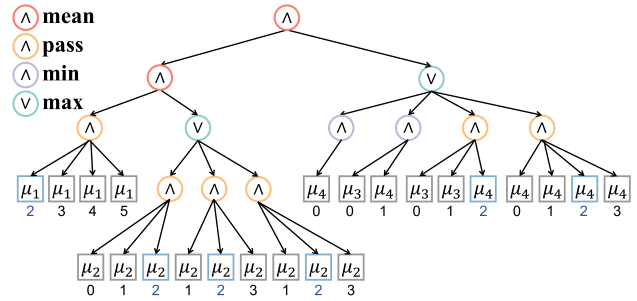 ∧ mean
∧ pass
∧ min
∨ max
∧
∧ ∨
∧ ∨ ∧ ∧ ∧ ∧
μ1 μ1 μ1 μ1 ∧ ∧ ∧ μ4 μ3 μ4 μ3 μ3 μ4 μ4 μ4 μ4 μ4
2 3 4 5 0 0 1 0 1 2 0 1 2 3
μ2 μ2 μ2 μ2 μ2 μ2 μ2 μ2 μ2
0 1 2 1 2 3 1 2 3